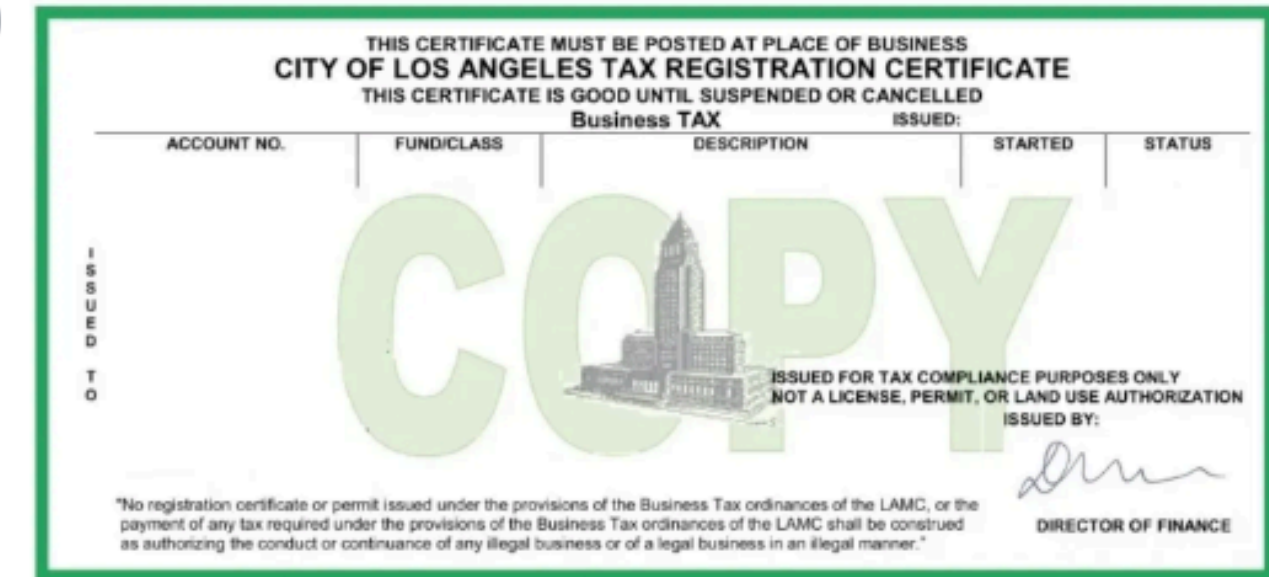 THIS CERTIFICATE MUST BE POSTED AT PLACE OF BUSINESS
CITY OF LOS ANGELES TAX REGISTRATION CERTIFICATE
THIS CERTIFICATE IS GOOD UNTIL SUSPENDED OR CANCELLED
Business TAX ISSUED:
ACCOUNT NO. FUND/CLASS DESCRIPTION STARTED STATUS
COPY
ISSUED TO
ISSUED FOR TAX COMPLIANCE PURPOSES ONLY
NOT A LICENSE, PERMIT, OR LAND USE AUTHORIZATION
ISSUED BY:
"No registration certificate or permit issued under the provisions of the Business Tax ordinances of the LAMC, or the
payment of any tax required under the provisions of the Business Tax ordinances of the LAMC shall be construed
as authorizing the conduct or continuance of any illegal business or of a legal business in an illegal manner."
DIRECTOR OF FINANCE